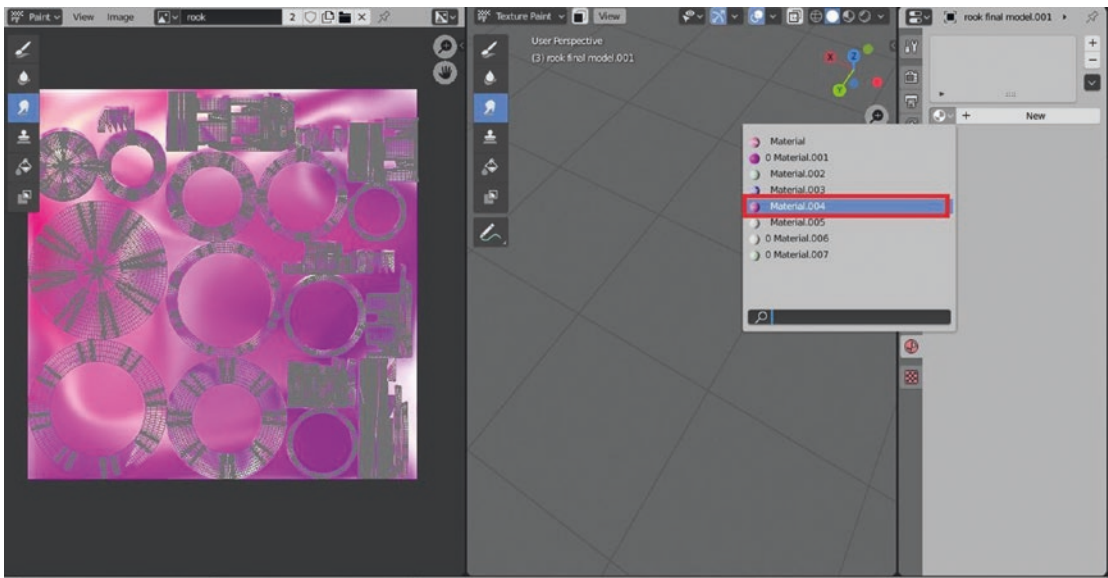 Paint View Image rook 2
Texture Paint View
rook final model.001
User Perspective
(3) rook final model.001
X
Z
Y
New
Material
0 Material.001
Material.002
Material.003
Material.004
Material.005
0 Material.006
0 Material.007